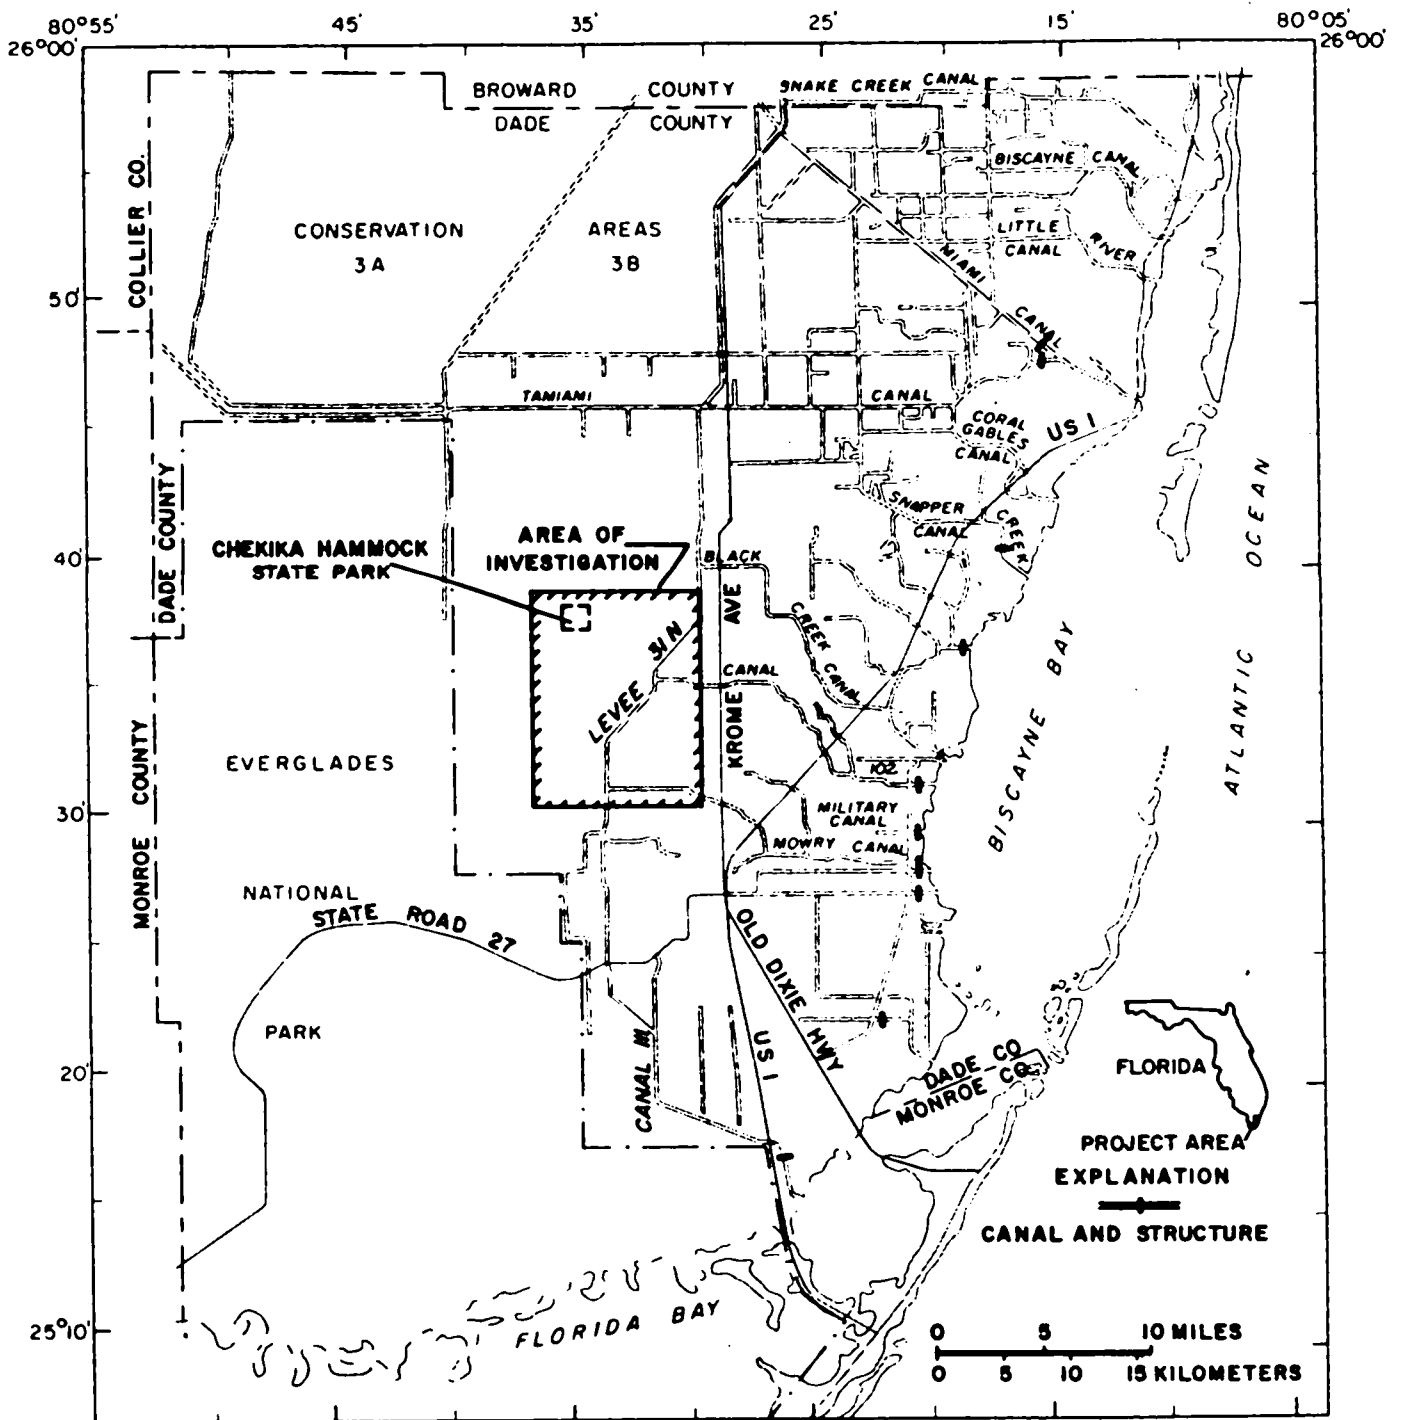 80°55' 45' 35' 25' 15' 80°05'
26°00' 26°00'
BROWARD COUNTY
DADE COUNTY
SNAKE CREEK CANAL
BISCAYNE CANAL
COLLIER CO.
CONSERVATION AREAS
3A 3B
LITTLE RIVER
CANAL
MIAMI CANAL
50'
TAMIAMI CANAL
CORAL
GABLES
CANAL
US 1
DADE COUNTY
SNAPPER CREEK
CANAL
ATLANTIC OCEAN
40'
CHEKIKA HAMMOCK
STATE PARK
AREA OF
INVESTIGATION
BLACK CREEK CANAL
KROME AVE
LEVEE 31N
CANAL 102
BISCAYNE BAY
MONROE COUNTY
EVERGLADES
30'
MILITARY
CANAL
MOWRY CANAL
NATIONAL
STATE ROAD 27
OLD DIXIE HWY
PARK
US 1
CANAL 111
20'
DADE CO
MONROE CO
FLORIDA
PROJECT AREA
EXPLANATION
CANAL AND STRUCTURE
FLORIDA BAY
25°10'
0 5 10 MILES
0 5 10 15 KILOMETERS